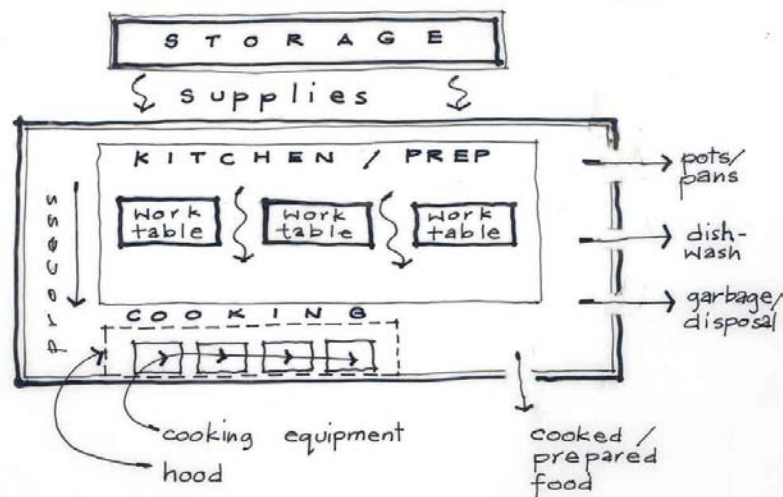 STORAGE
supplies
KITCHEN / PREP
pots/
pans
work
table
work
table
work
table
process
dish-
wash
garbage/
disposal
COOKING
cooking equipment
hood
cooked /
prepared
food